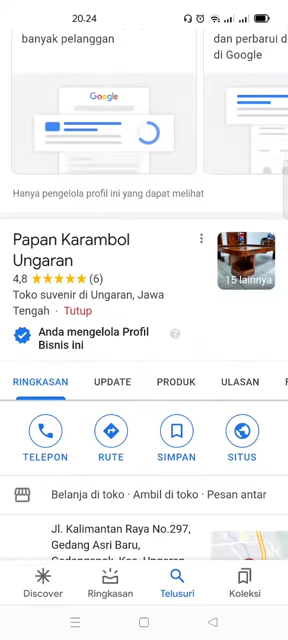 20.24
banyak pelanggan
dan perbarui d
di Google
Google
Hanya pengelola profil ini yang dapat melihat
Papan Karambol
Ungaran
15 lainnya
4,8 (6)
Toko suvenir di Ungaran, Jawa
Tengah · Tutup
Anda mengelola Profil
Bisnis ini
RINGKASAN UPDATE PRODUK ULASAN
TELEPON RUTE SIMPAN SITUS
Belanja di toko · Ambil di toko · Pesan antar
Jl. Kalimantan Raya No.297,
Gedang Asri Baru,
Discover Ringkasan Telusuri Koleksi